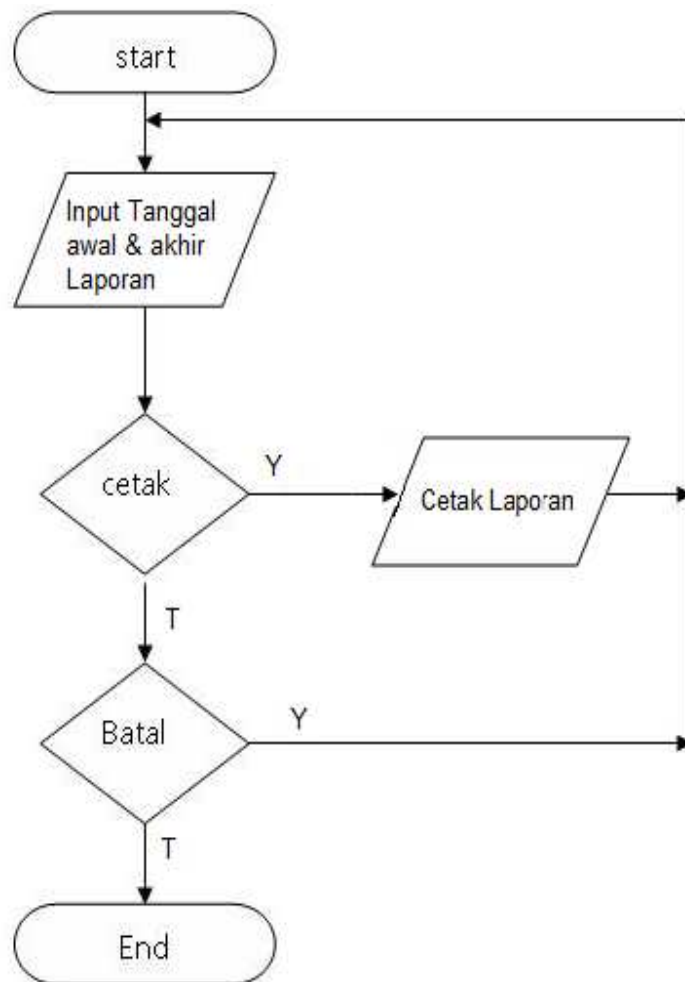 start
Input Tanggal
awal & akhir
Laporan
cetak
Y
Cetak Laporan
T
Batal
Y
T
End